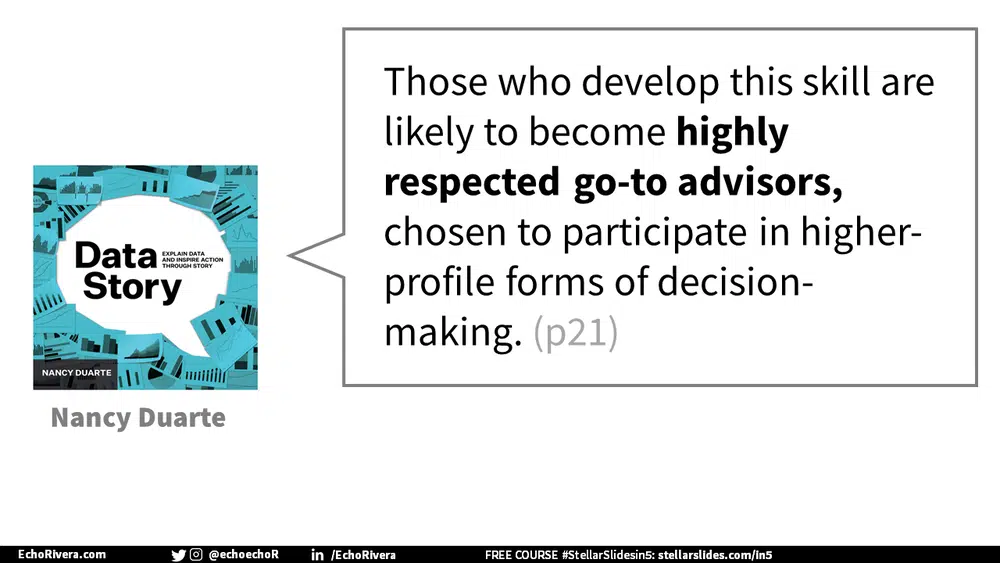 Those who develop this skill are
likely to become highly
respected go-to advisors,
chosen to participate in higher-
profile forms of decision-
making. (p21)
Data
Story
EXPLAIN DATA
AND INSPIRE ACTION
THROUGH STORY
NANCY DUARTE
Nancy Duarte
EchoRivera.com @echoechoR in /EchoRivera FREE COURSE #StellarSlidesin5: stellarslides.com/in5